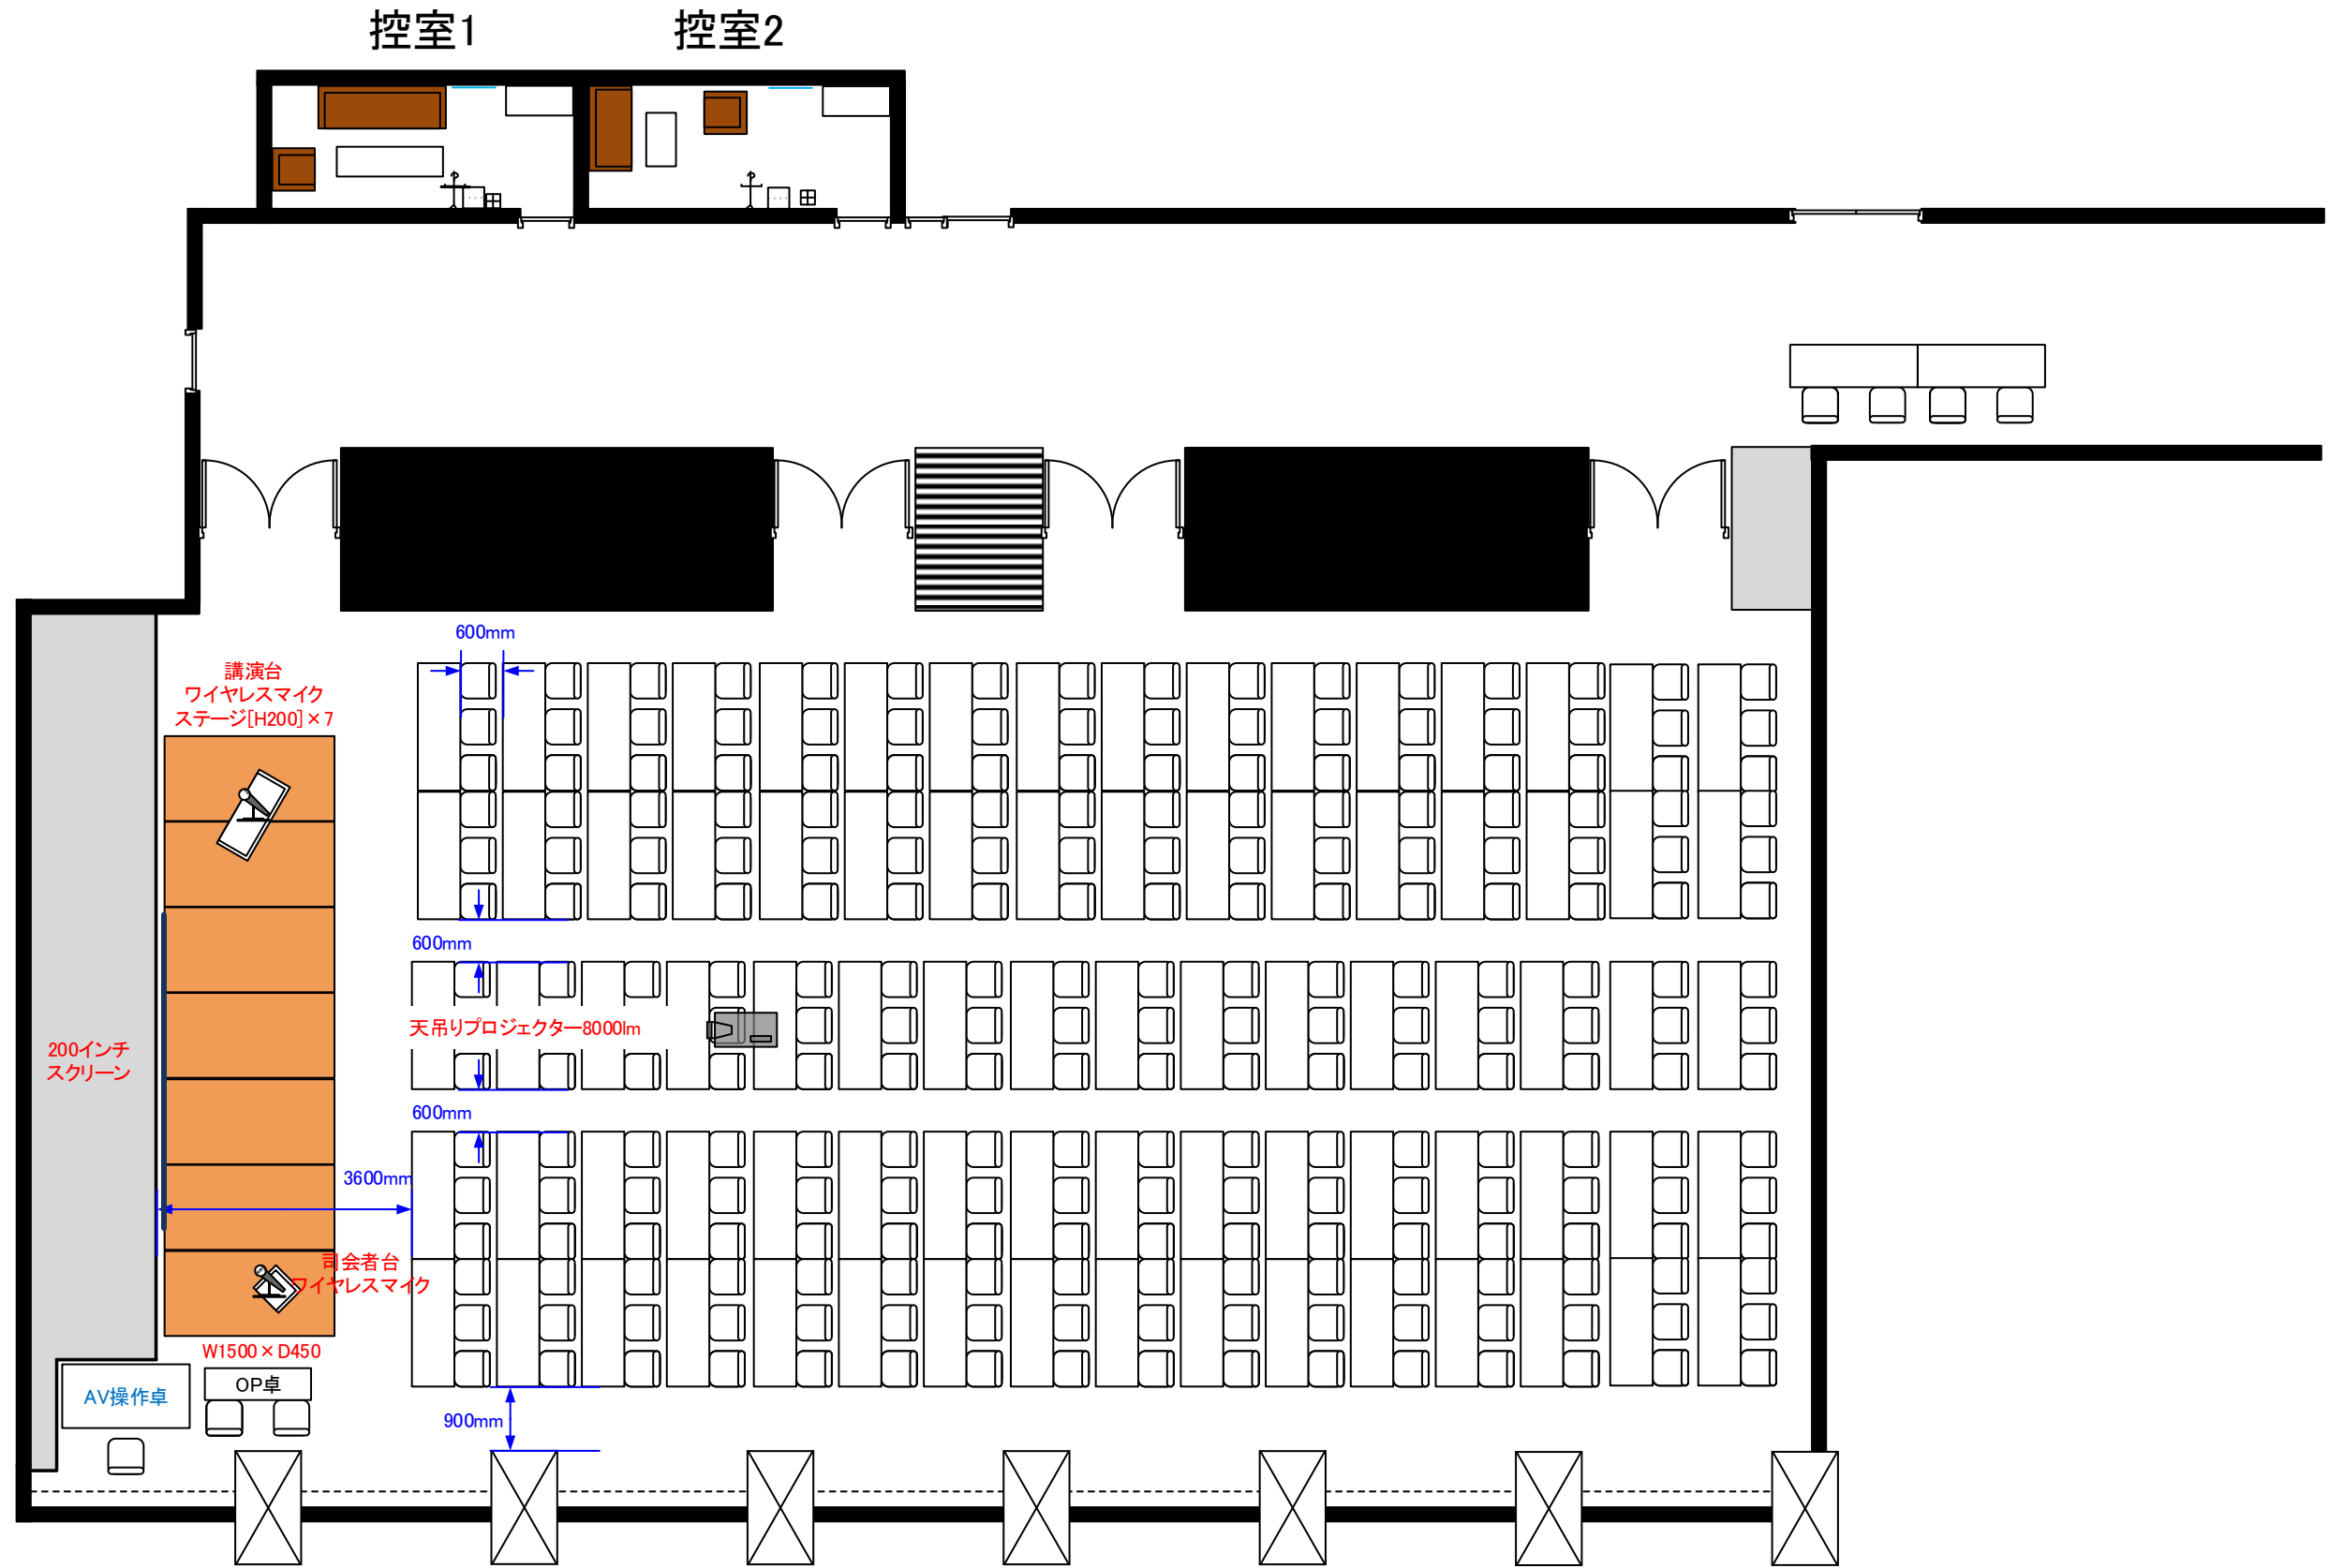 控室1
控室2
600mm
講演台
ワイヤレスマイク
ステージ[H200]×7
600mm
天吊りプロジェクター8000lm
200インチ
スクリーン
600mm
3600mm
司会者台
ワイヤレスマイク
W1500×D450
OP卓
AV操作卓
900mm